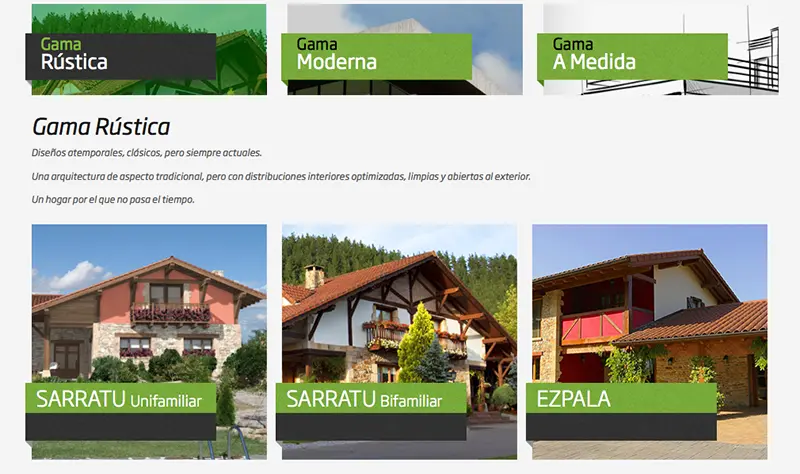 Gama
Rústica
Gama
Moderna
Gama
A Medida
Gama Rústica
Diseños atemporales, clásicos, pero siempre actuales.
Una arquitectura de aspecto tradicional, pero con distribuciones interiores optimizadas, limpias y abiertas al exterior.
Un hogar por el que no pasa el tiempo.
SARRATU Unifamiliar
SARRATU Bifamiliar
EZPALA